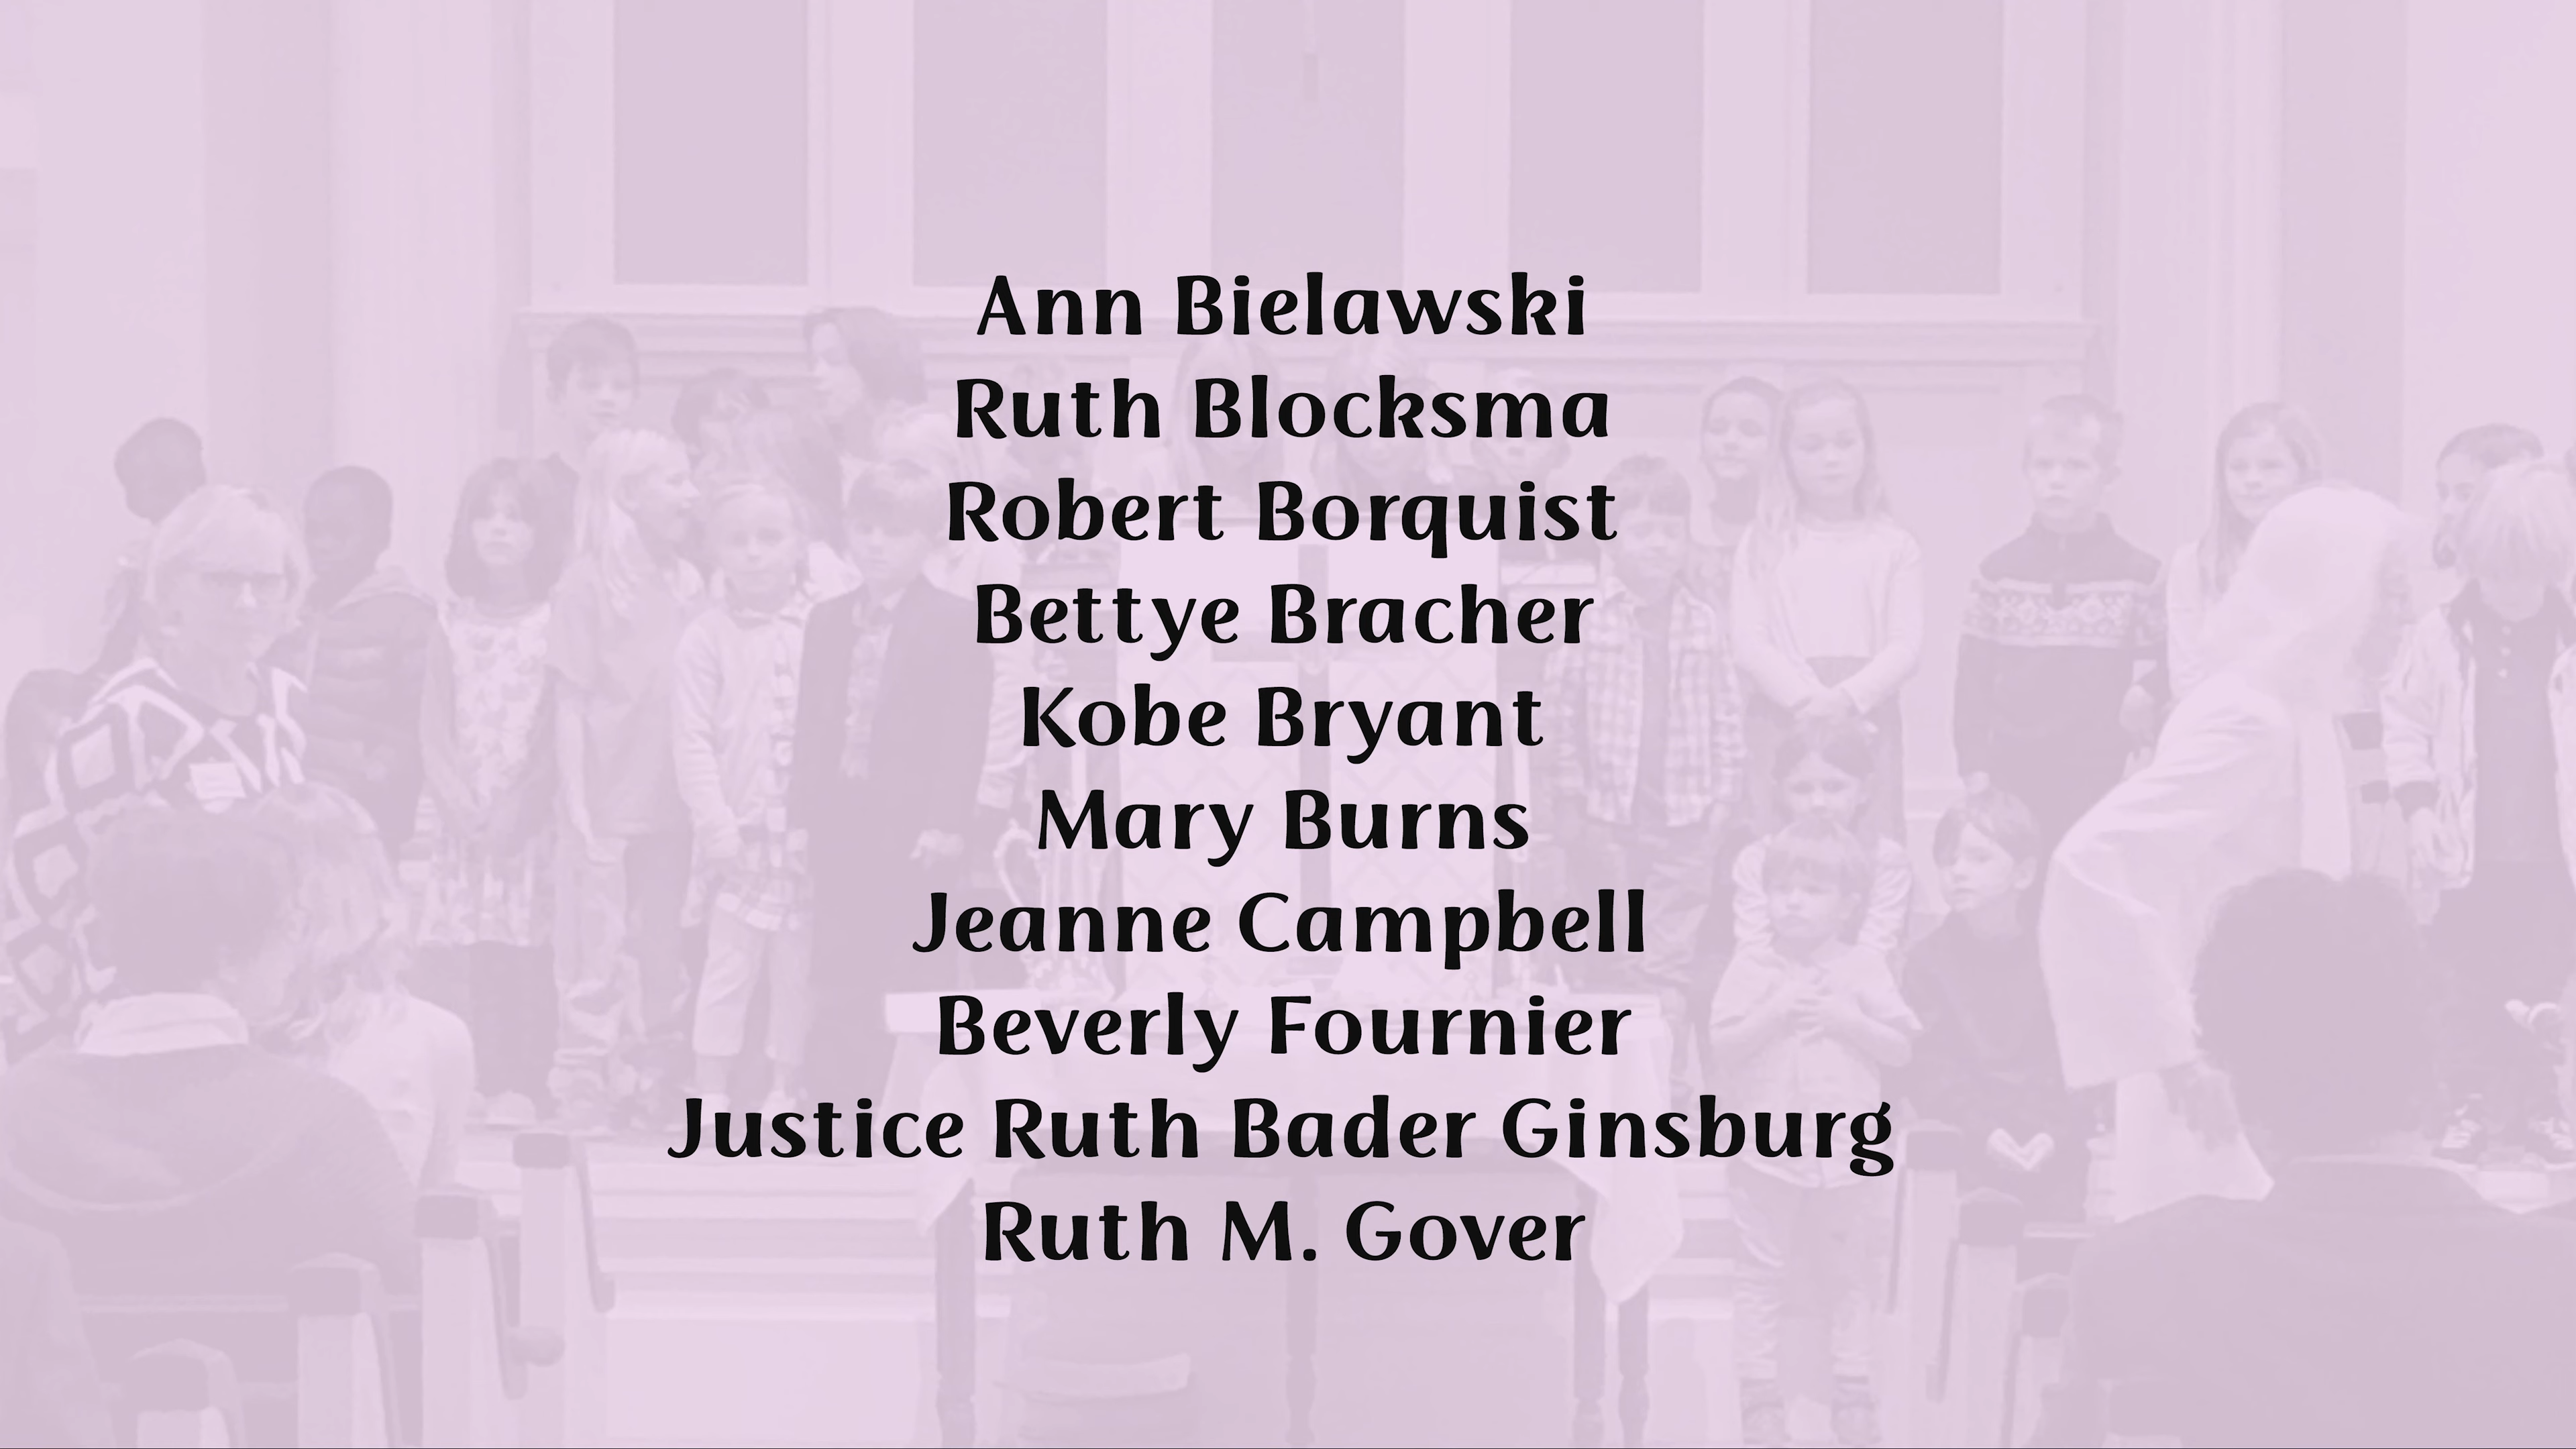 Ann Bielawski
Ruth Blocksma
Robert Borquist
Bettye Bracher
Kobe Bryant
Mary Burns
Jeanne Campbell
Beverly Fournier
Justice Ruth Bader Ginsburg
Ruth M. Gover